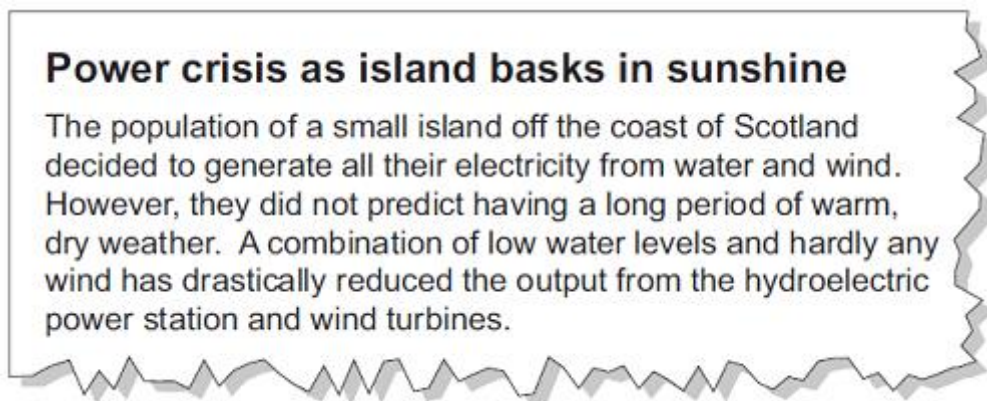 Power crisis as island basks in sunshine
The population of a small island off the coast of Scotland
decided to generate all their electricity from water and wind.
However, they did not predict having a long period of warm,
dry weather.  A combination of low water levels and hardly any
wind has drastically reduced the output from the hydroelectric
power station and wind turbines.